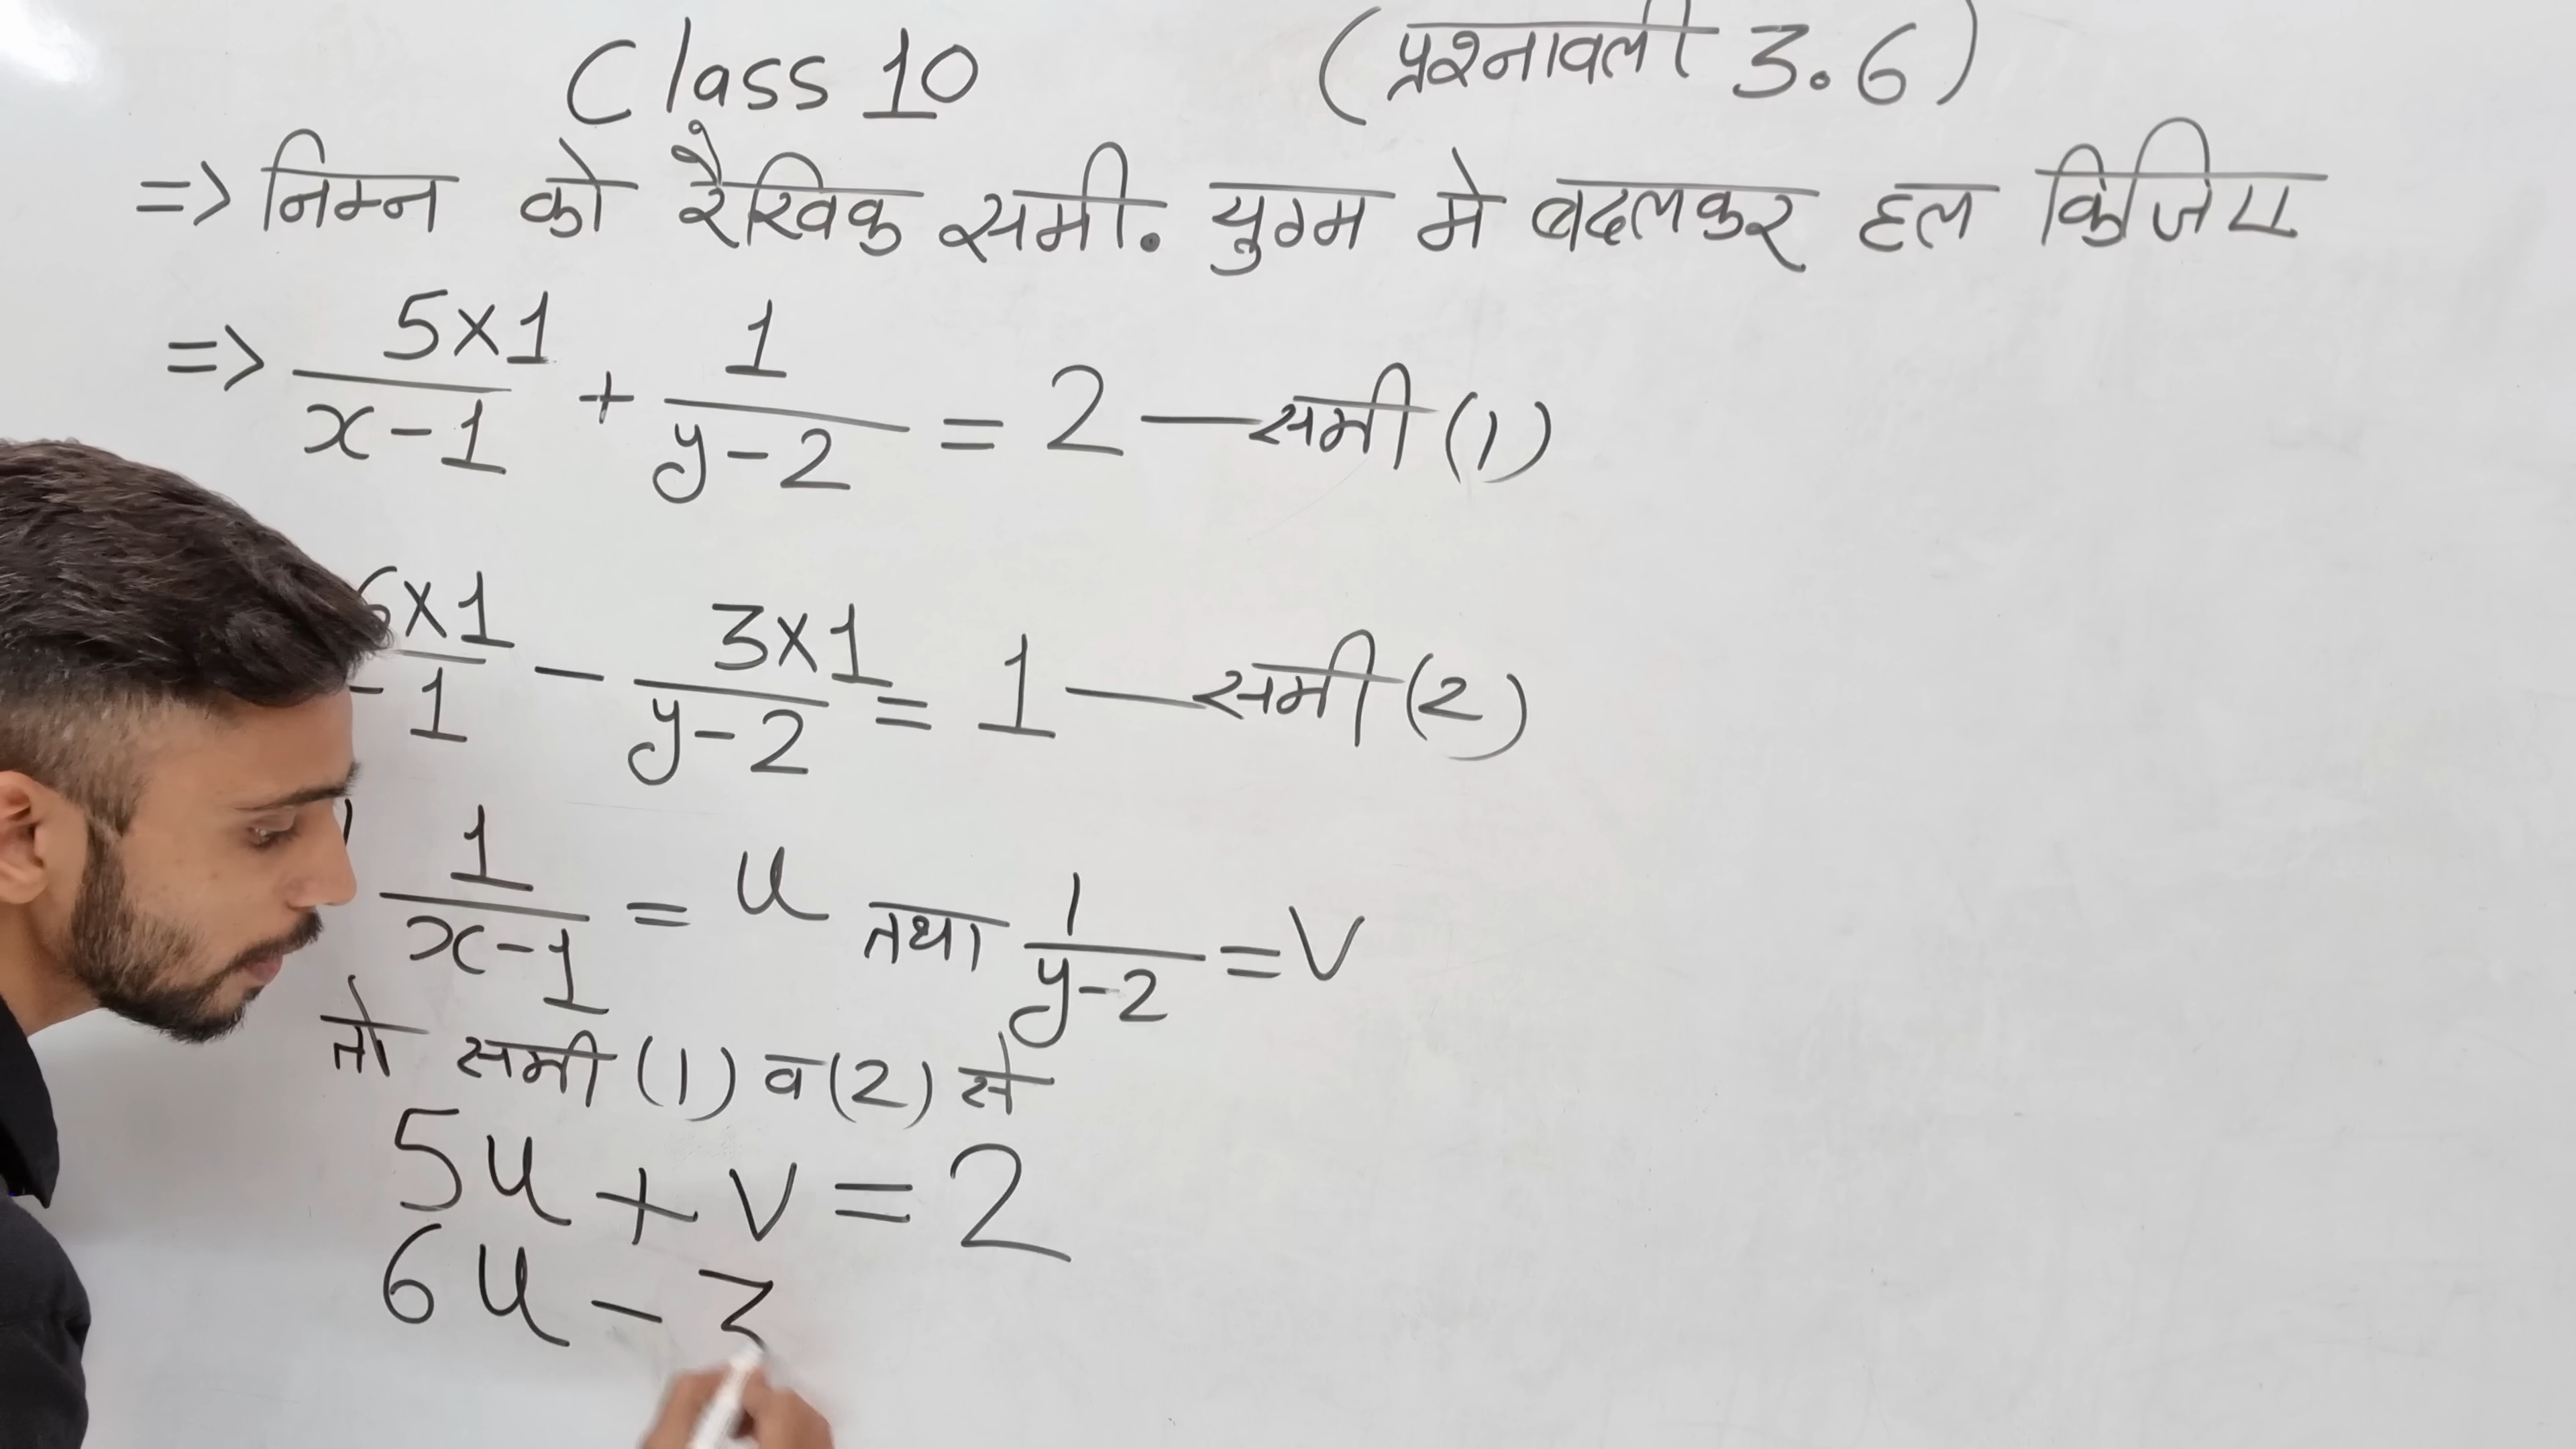 Class 10 (प्रश्नावली 3.6)
=> निम्न को रैखिक समी. युग्म मे बदलकर हल किजिए
=> 5×1/x-1 + 1/y-2 = 2 — समी (1)
6×1/-1 - 3×1/y-2 = 1 — समी (2)
1/x-1 = u तथा 1/y-2 = v
तो समी (1) व (2) से
5u + v = 2
6u - 3